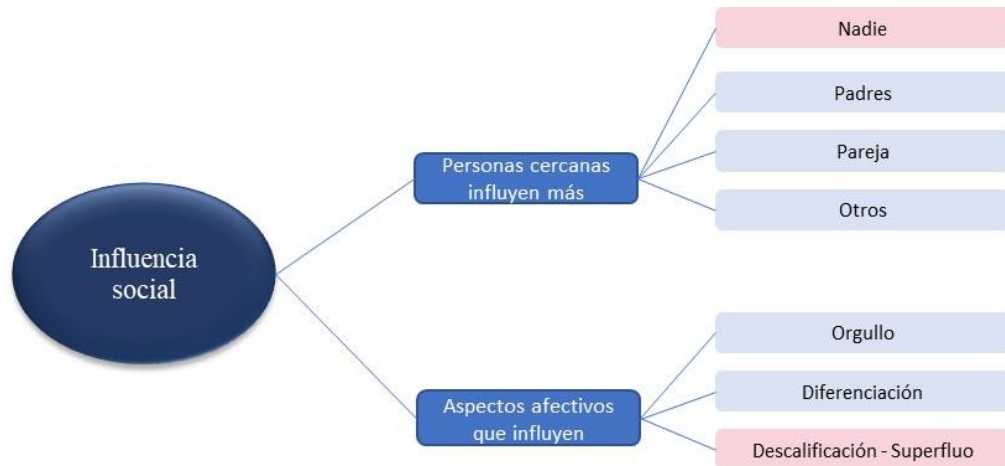 Influencia
social
Personas cercanas
influyen más
Nadie
Padres
Pareja
Otros
Aspectos afectivos
que influyen
Orgullo
Diferenciación
Descalificación - Superfluo